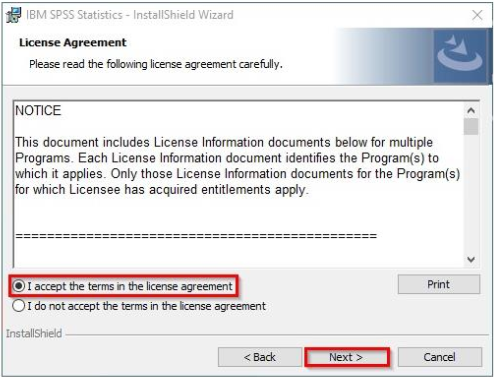 IBM SPSS Statistics - InstallShield Wizard
License Agreement
Please read the following license agreement carefully.
NOTICE
This document includes License Information documents below for multiple
Programs. Each License Information document identifies the Program(s) to
which it applies. Only those License Information documents for the Program(s)
for which Licensee has acquired entitlements apply.
=============================================
I accept the terms in the license agreement
Print
I do not accept the terms in the license agreement
InstallShield
< Back
Next >
Cancel